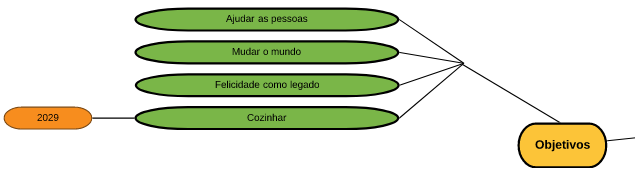 Ajudar as pessoas
Mudar o mundo
Felicidade como legado
2029
Cozinhar
Objetivos